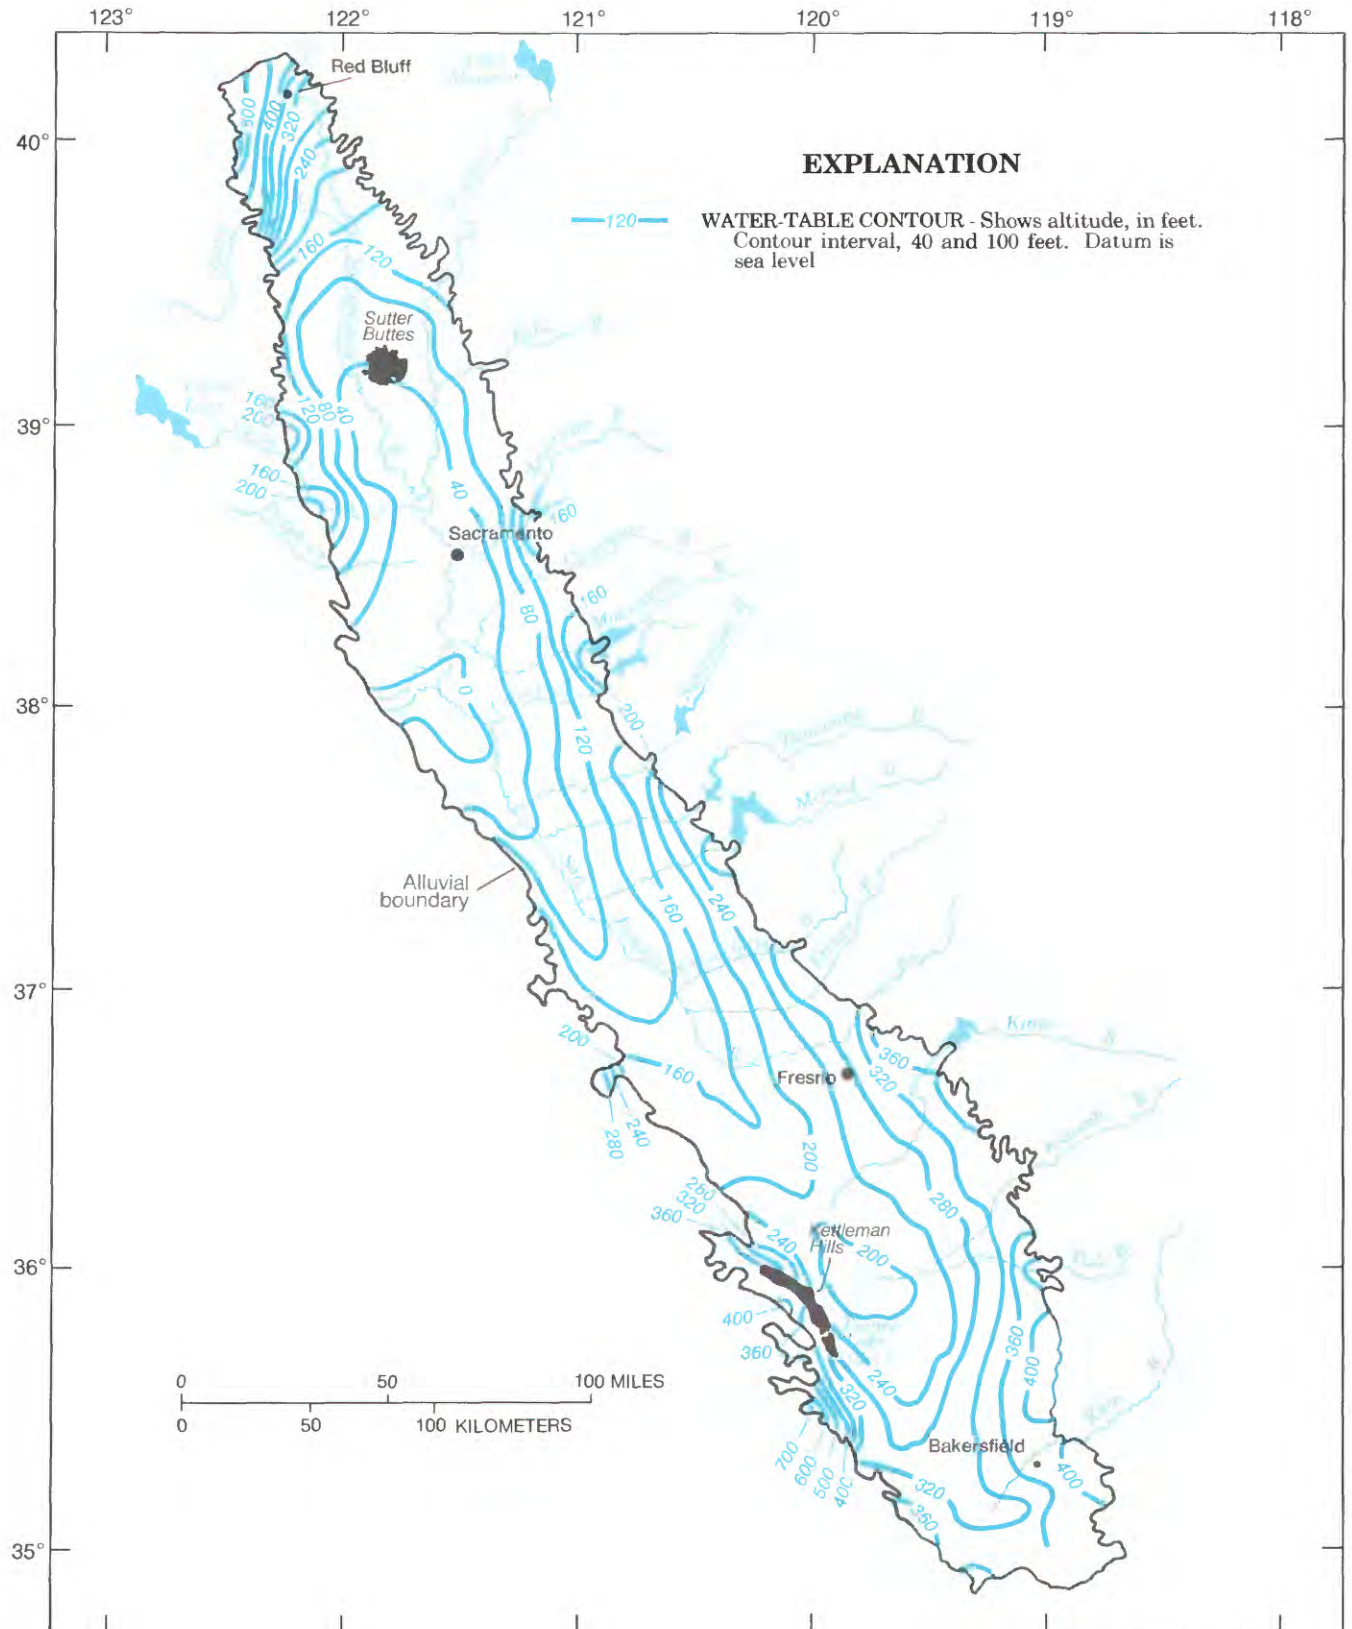 123° 122° 121° 120° 119° 118°
Red Bluff
40°
500
400
320
240
EXPLANATION
120
WATER-TABLE CONTOUR - Shows altitude, in feet.
Contour interval, 40 and 100 feet. Datum is
sea level
160
120
Sutter
Buttes
39°
160
200
120
80
40
160
200
40
160
Sacramento
80
160
38°
0
200
120
Merced
Alluvial
boundary
160
240
37°
200
160
Fresno
360
320
280
240
200
280
320
360
280
Kettleman
Hills
240
200
36°
400
360
360
400
240
320
0 50 100 MILES
0 50 100 KILOMETERS
700
600
500
400
Bakersfield
400
320
360
Kern
35°